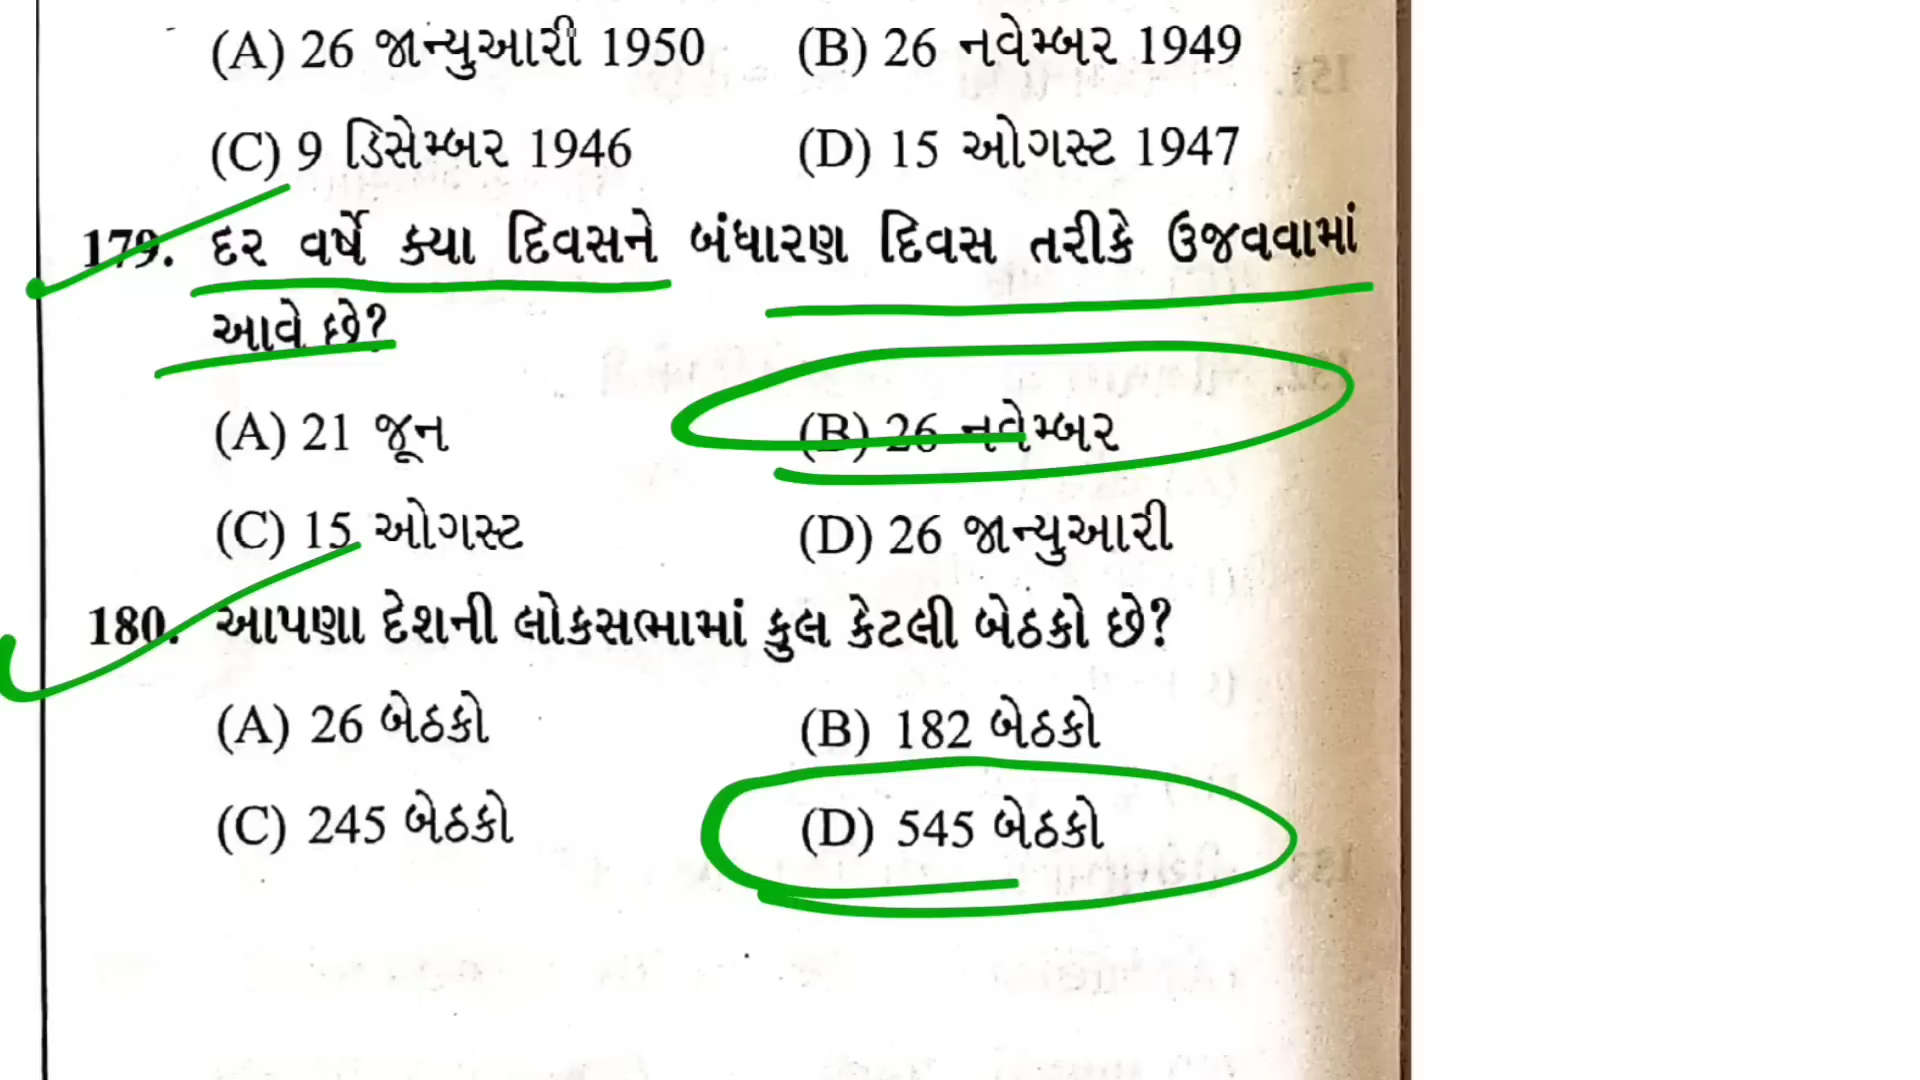 (A) 26 જાન્યુઆરી 1950 (B) 26 નવેમ્બર 1949
(C) 9 ડિસેમ્બર 1946 (D) 15 ઓગસ્ટ 1947
179. દર વર્ષે ક્યા દિવસને બંધારણ દિવસ તરીકે ઉજવવામાં
આવે છે?
(A) 21 જૂન (B) 26 નવેમ્બર
(C) 15 ઓગસ્ટ (D) 26 જાન્યુઆરી
180. આપણા દેશની લોકસભામાં કુલ કેટલી બેઠકો છે?
(A) 26 બેઠકો (B) 182 બેઠકો
(C) 245 બેઠકો (D) 545 બેઠકો